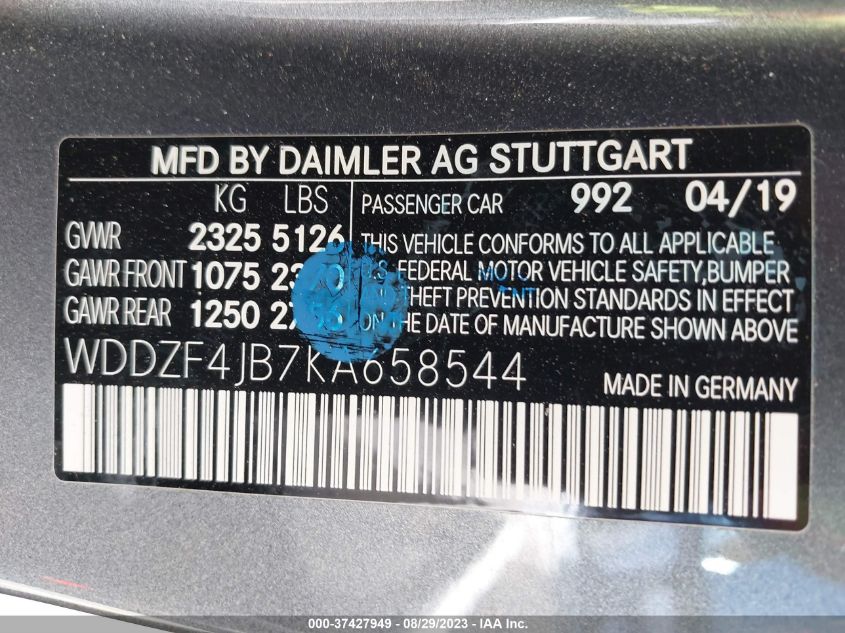 MFD BY DAIMLER AG STUTTGART
KG LBS PASSENGER CAR 992 04/19
GVWR 2325 5126 THIS VEHICLE CONFORMS TO ALL APPLICABLE
GAWR FRONT 1075 FEDERAL MOTOR VEHICLE SAFETY,BUMPER
GAWR REAR 1250 THEFT PREVENTION STANDARDS IN EFFECT
ON THE DATE OF MANUFACTURE SHOWN ABOVE
WDDZF4JB7KA658544 MADE IN GERMANY
000-37427949 - 08/29/2023 - IAA Inc.